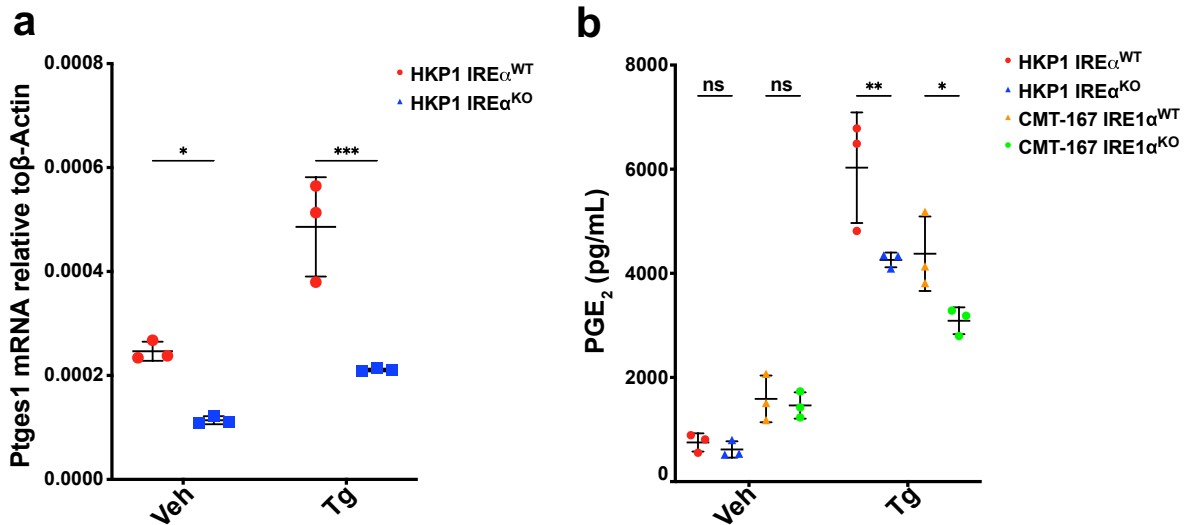 a
Ptges1 mRNA relative toβ-Actin
0.0008
0.0006
0.0004
0.0002
0.0000
*
***
Veh
Tg
HKP1 IREαWT
HKP1 IREαKO
b
PGE2 (pg/mL)
8000
6000
4000
2000
0
ns
ns
**
*
Veh
Tg
HKP1 IREαWT
HKP1 IREαKO
CMT-167 IRE1αWT
CMT-167 IRE1αKO